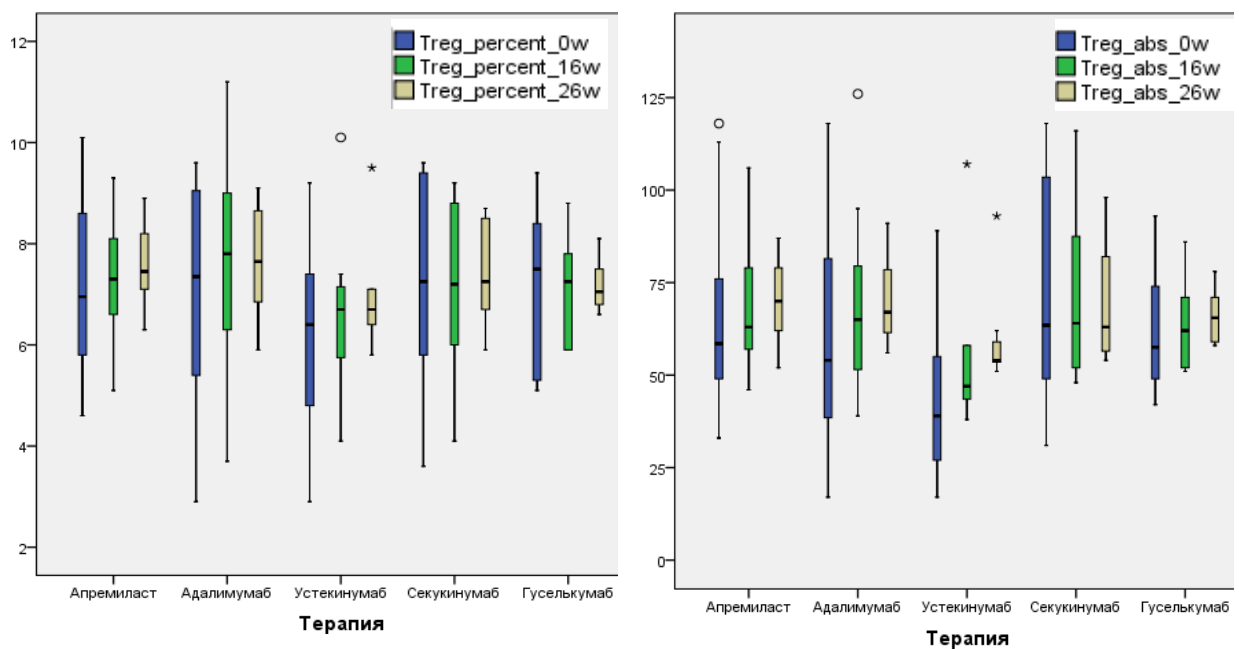 12
10
8
6
4
2
Treg_percent_0w
Treg_percent_16w
Treg_percent_26w
Апремиласт Адалимумаб Устекинумаб Секукинумаб Гуселькумаб
Терапия
125
100
75
50
25
0
Treg_abs_0w
Treg_abs_16w
Treg_abs_26w
Апремиласт Адалимумаб Устекинумаб Секукинумаб Гуселькумаб
Терапия